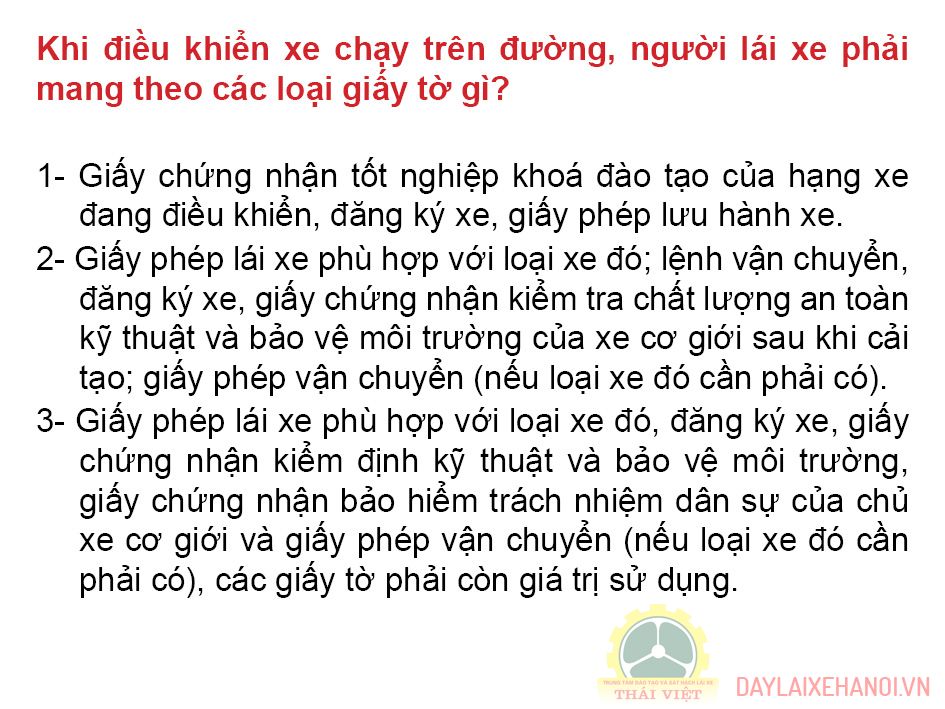 Khi điều khiển xe chạy trên đường, người lái xe phải
mang theo các loại giấy tờ gì?
1- Giấy chứng nhận tốt nghiệp khoá đào tạo của hạng xe
đang điều khiển, đăng ký xe, giấy phép lưu hành xe.
2- Giấy phép lái xe phù hợp với loại xe đó; lệnh vận chuyển,
đăng ký xe, giấy chứng nhận kiểm tra chất lượng an toàn
kỹ thuật và bảo vệ môi trường của xe cơ giới sau khi cải
tạo; giấy phép vận chuyển (nếu loại xe đó cần phải có).
3- Giấy phép lái xe phù hợp với loại xe đó, đăng ký xe, giấy
chứng nhận kiểm định kỹ thuật và bảo vệ môi trường,
giấy chứng nhận bảo hiểm trách nhiệm dân sự của chủ
xe cơ giới và giấy phép vận chuyển (nếu loại xe đó cần
phải có), các giấy tờ phải còn giá trị sử dụng.
TRUNG TÂM ĐÀO TẠO VÀ SÁT HẠCH LÁI XE
THÁI VIỆT
DAYLAIXEHANOI.VN